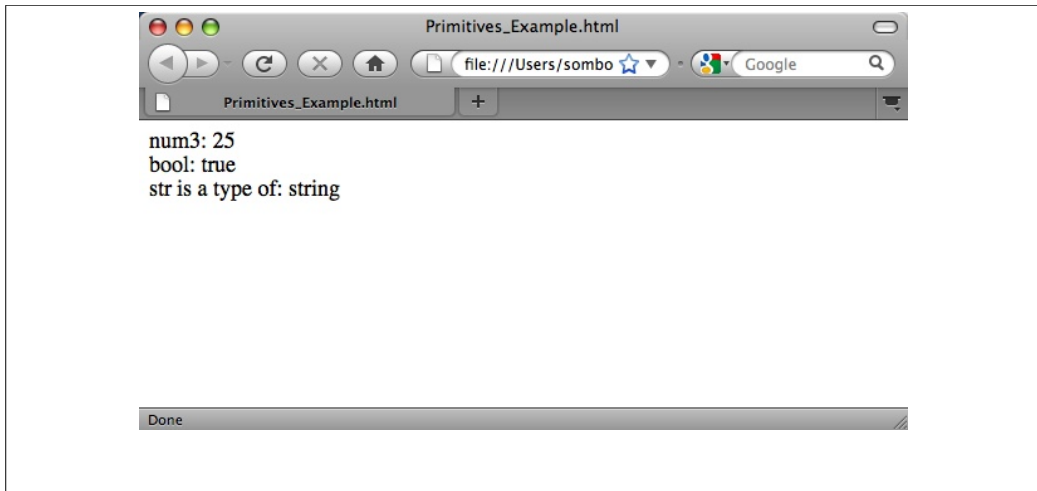 Primitives_Example.html
file:///Users/sombo
Google
Primitives_Example.html
num3: 25
bool: true
str is a type of: string
Done